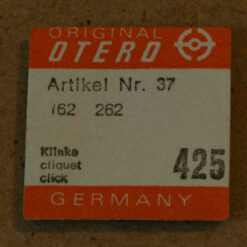 ORIGINAL
OTERO
Artikel Nr. 37
162 262
Klinke
cliquet
click
425
GERMANY